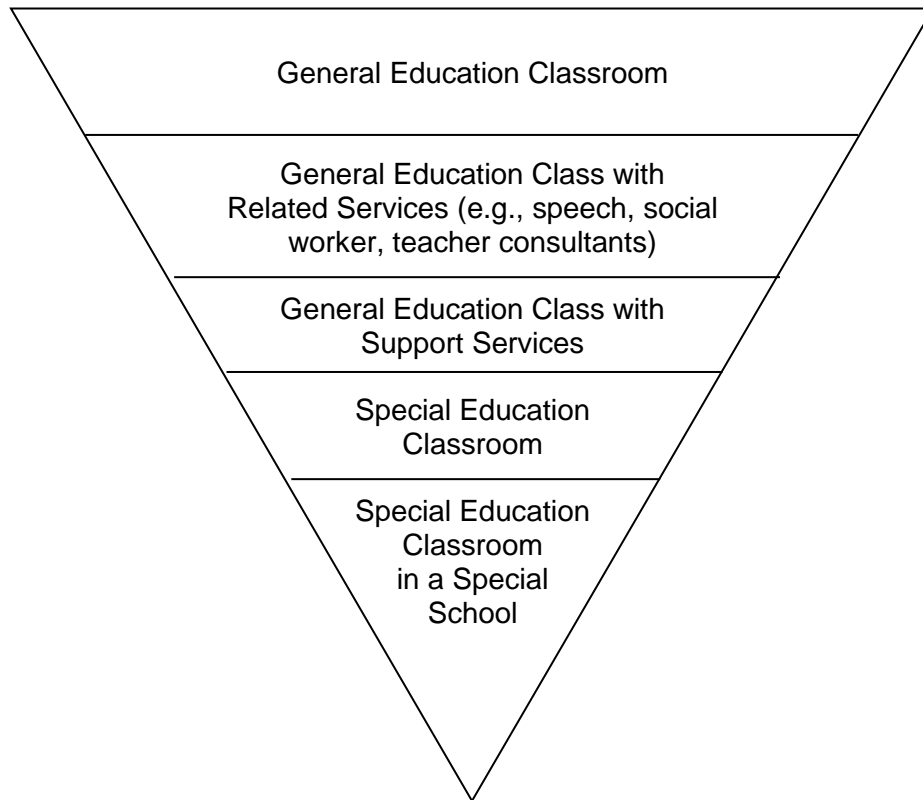 General Education Classroom
General Education Class with
Related Services (e.g., speech, social
worker, teacher consultants)
General Education Class with
Support Services
Special Education
Classroom
Special Education
Classroom
in a Special
School